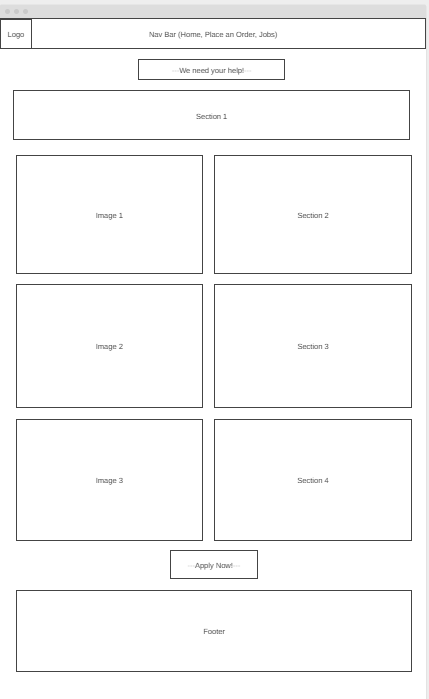 Logo
Nav Bar (Home, Place an Order, Jobs)
We need your help!
Section 1
Image 1
Section 2
Image 2
Section 3
Image 3
Section 4
Apply Now!
Footer